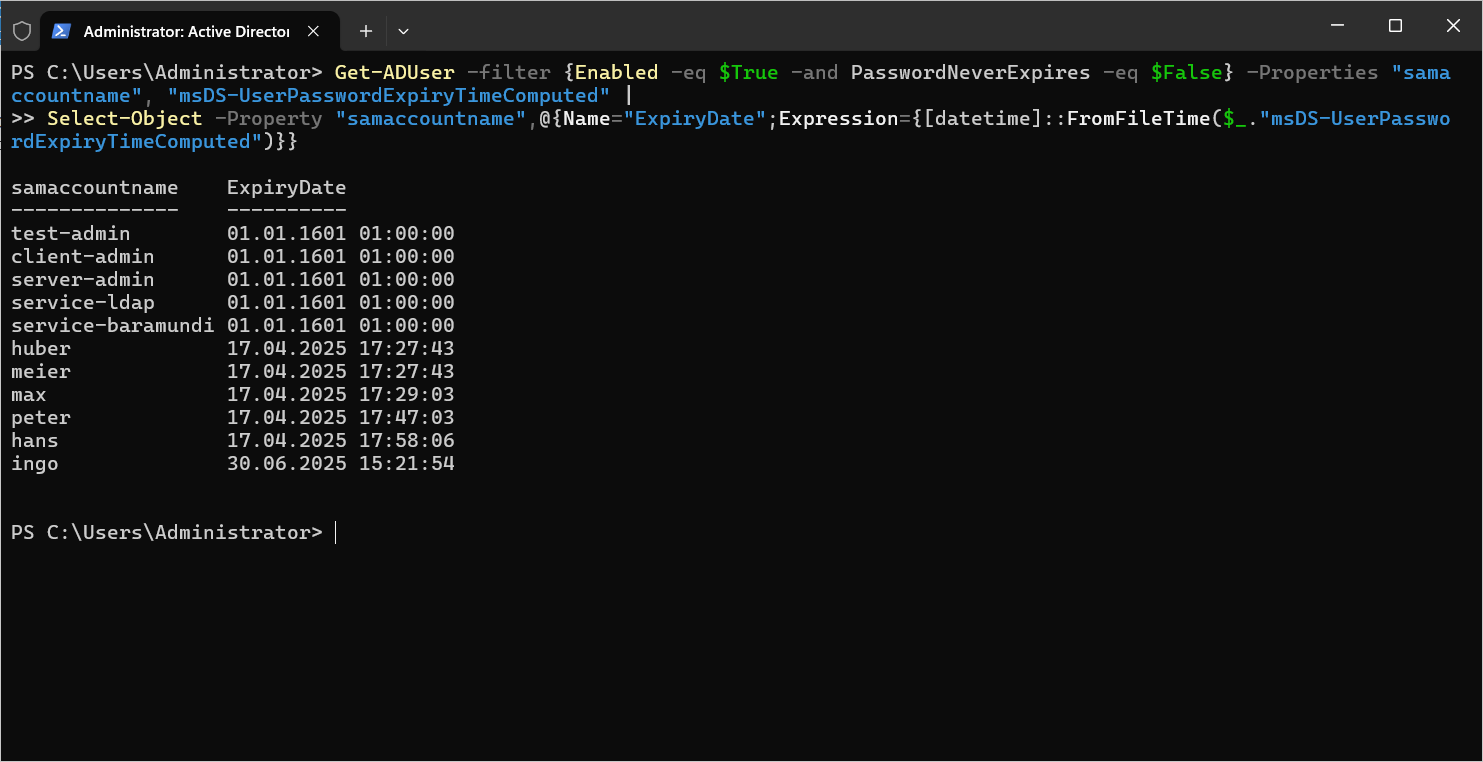 Administrator: Active Director
PS C:\Users\Administrator> Get-ADUser -filter {Enabled -eq $True -and PasswordNeverExpires -eq $False} -Properties "sama
ccountname", "msDS-UserPasswordExpiryTimeComputed" |
>> Select-Object -Property "samaccountname",@{Name="ExpiryDate";Expression={[datetime]::FromFileTime($_."msDS-UserPasswo
rdExpiryTimeComputed")}}
samaccountname    ExpiryDate
--------------    ----------
test-admin        01.01.1601 01:00:00
client-admin      01.01.1601 01:00:00
server-admin      01.01.1601 01:00:00
service-ldap      01.01.1601 01:00:00
service-baramundi 01.01.1601 01:00:00
huber             17.04.2025 17:27:43
meier             17.04.2025 17:27:43
max               17.04.2025 17:29:03
peter             17.04.2025 17:47:03
hans              17.04.2025 17:58:06
ingo              30.06.2025 15:21:54
PS C:\Users\Administrator>